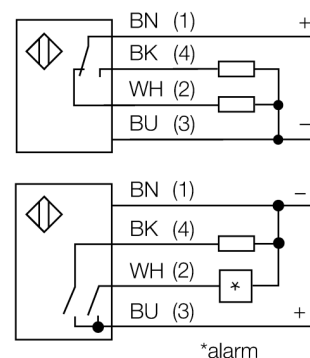 BN (1) +
BK (4)
WH (2)
BU (3) −
BN (1) −
BK (4)
WH (2)
*
BU (3) +
*alarm